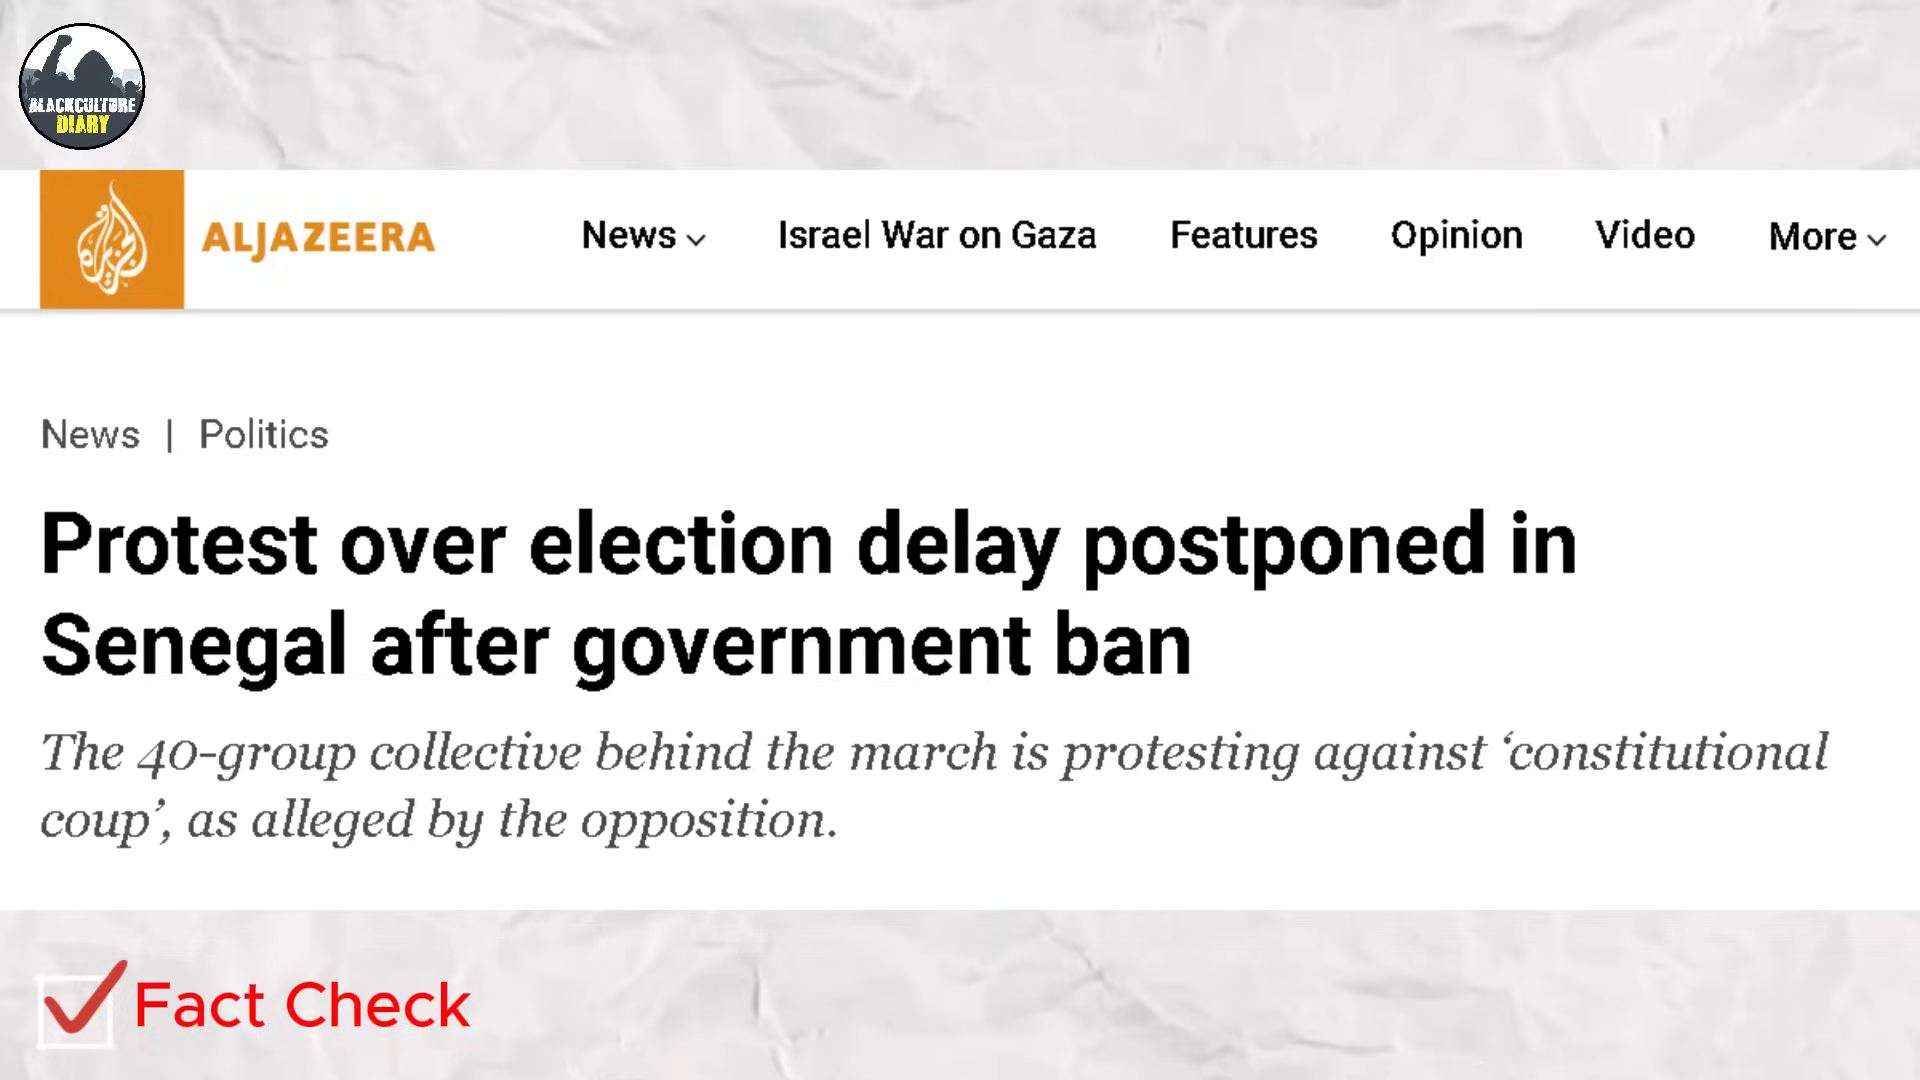 BLACKCULTURE
DIARY
ALJAZEERA
News
Israel War on Gaza
Features
Opinion
Video
More
News | Politics
Protest over election delay postponed in
Senegal after government ban
The 40-group collective behind the march is protesting against ‘constitutional
coup’, as alleged by the opposition.
Fact Check